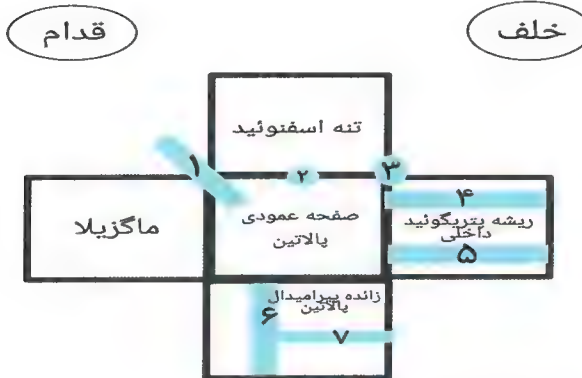 خلف
قدام
تنه اسفنوئید
۱
۲
۳
ماگزیلا
صفحه عمودی
پالاتین
۴
ریشه پتریگوئید
داخلی
۵
زائده پیرامیدال
پالاتین
۶
۷